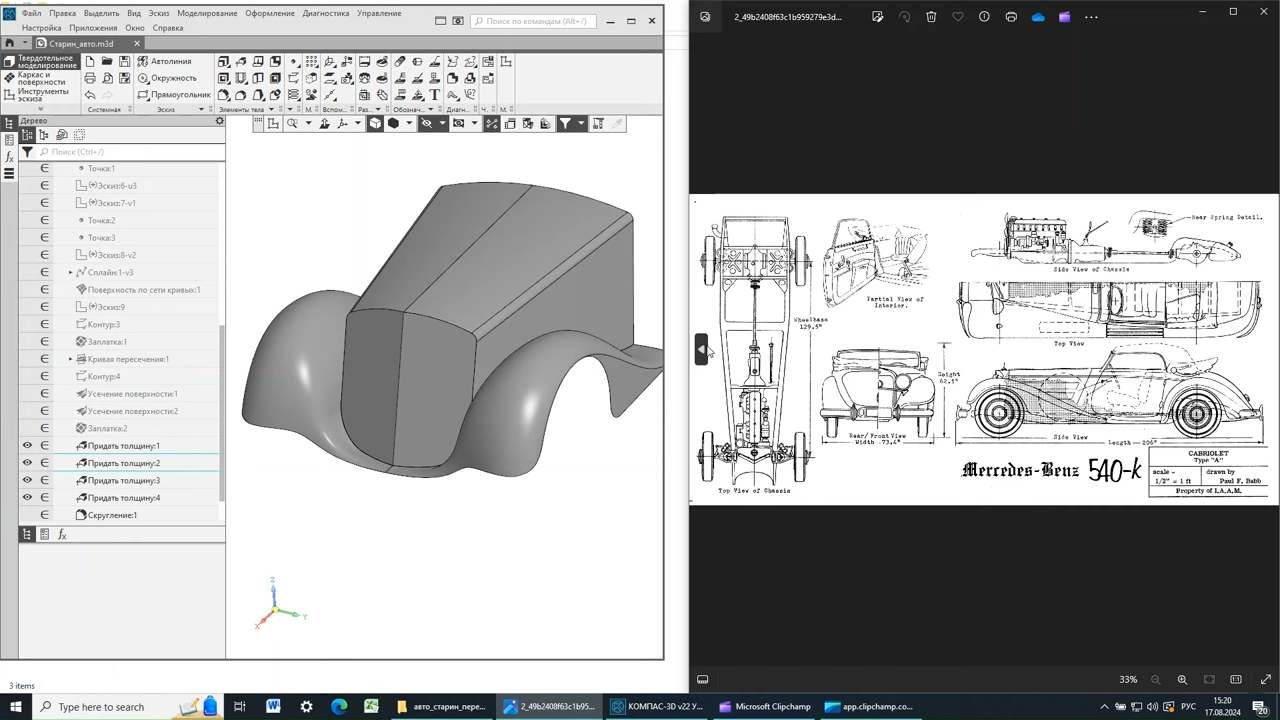 Файл Правка Выделить Вид Эскиз Моделирование Оформление Диагностика Управление
Настройка Приложения Окно Справка
Поиск по командам (Alt+/)
Старин_авто.m3d
Твердотельное моделирование
Каркас и поверхности
Инструменты эскиза
Автолиния
Окружность
Прямоугольник
Системная Эскиз Элементы тела М. Вспом... Раз... Обознач... Диагн... Ч. М.
Дерево
Поиск (Ctrl+/)
Точка:1
(+)Эскиз:6-u3
(+)Эскиз:7-v1
Точка:2
Точка:3
(+)Эскиз:8-v2
Сплайн:1-v3
Поверхность по сети кривых:1
Эскиз:9
Контур:3
Заплатка:1
Кривая пересечения:1
Контур:4
Усечение поверхности:1
Усечение поверхности:2
Заплатка:2
Придать толщину:1
Придать толщину:2
Придать толщину:3
Придать толщину:4
Скругление:1
Z
Y
X
3 items
2_49b2408f63c1b959279e3d...
Rear Spring Detail.
Side View of Chassis
Partial View of Interior.
Wheelbase 129.5"
Top View
Height 62.5"
Rear/Front View
Width -73.6"
Side View
Length — 206"
Top View of Chassis
Mercedes-Benz 540-k
CABRIOLET
Type "A"
scale - 1/2" = 1 ft
drawn by Paul F. Babb
Property of I.A.A.M.
33%
Type here to search
авто_старин_пере...
2_49b2408f63c1b95...
КОМПАС-3D v22 У...
Microsoft Clipchamp
app.clipchamp.co...
РУС
15:20
17.08.2024
20